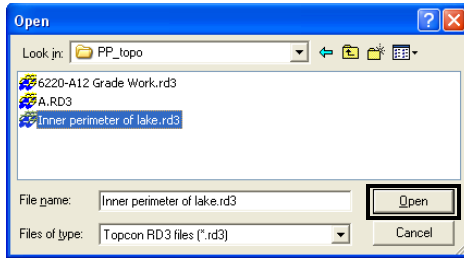 Open
Look in: PP_topo
6220-A12 Grade Work.rd3
A.RD3
Inner perimeter of lake.rd3
File name: Inner perimeter of lake.rd3 Open
Files of type: Topcon RD3 files (*.rd3) Cancel